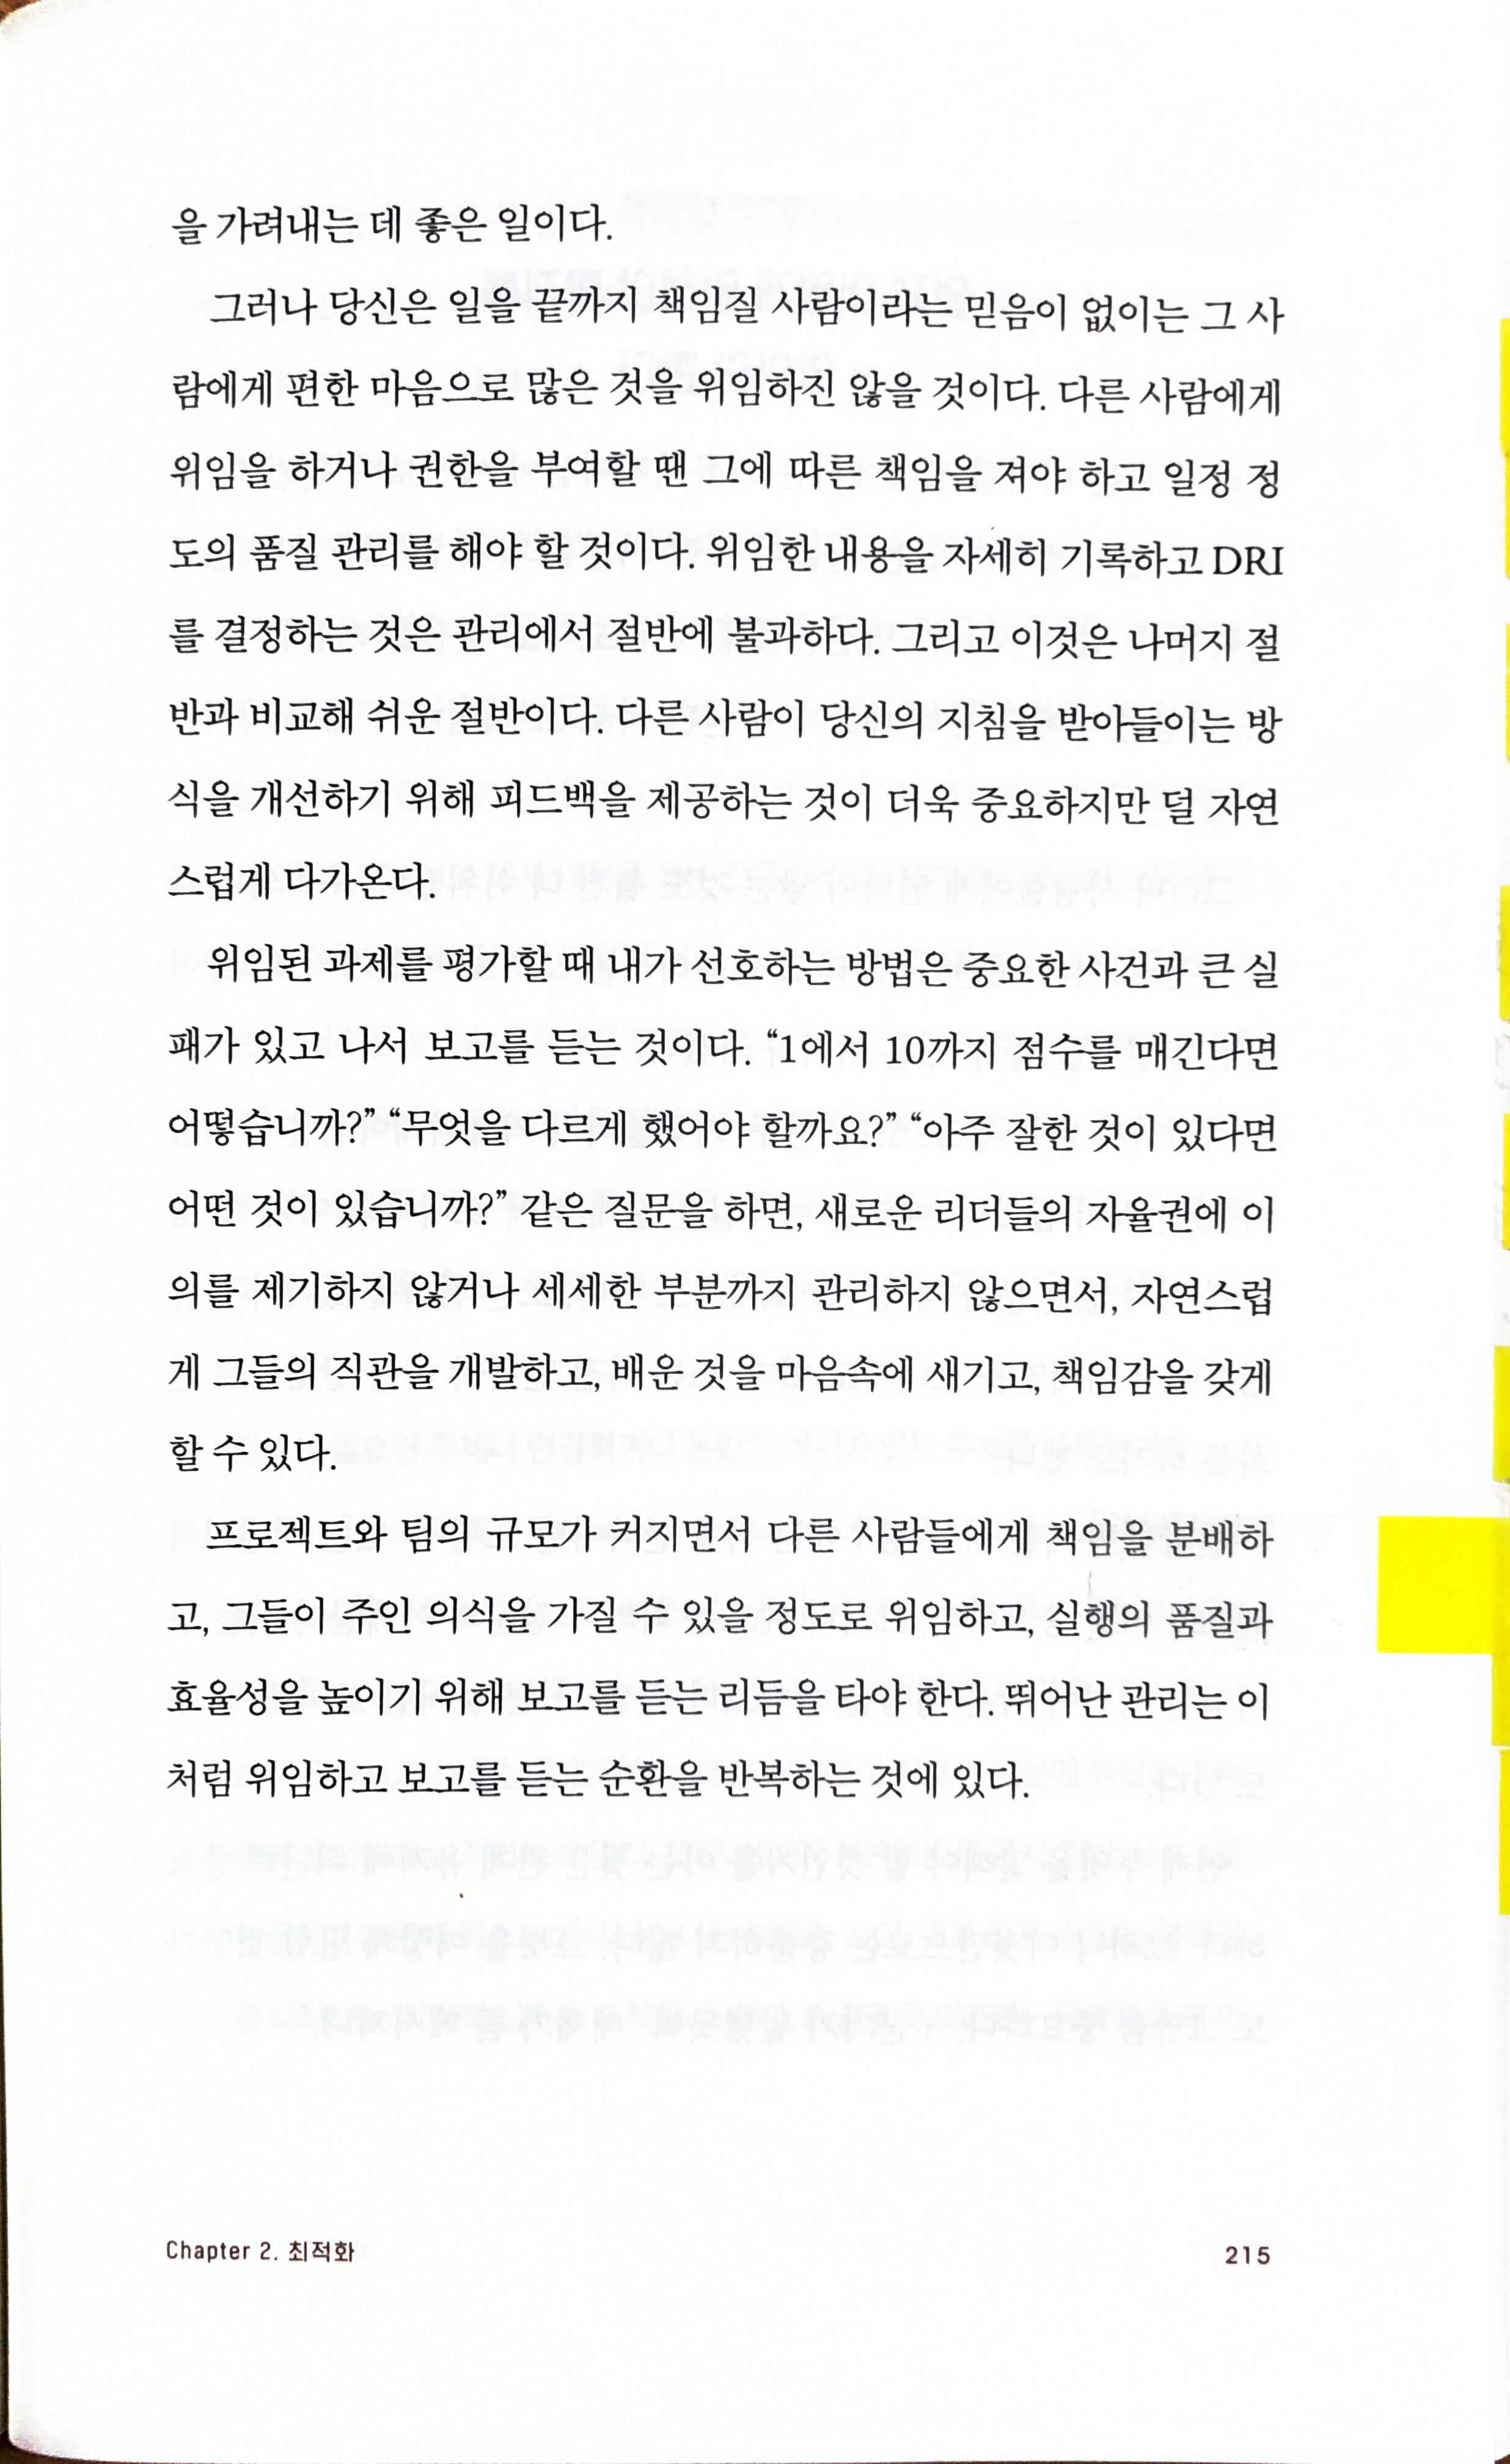 을 가려내는 데 좋은 일이다.
그러나 당신은 일을 끝까지 책임질 사람이라는 믿음이 없이는 그 사
람에게 편한 마음으로 많은 것을 위임하진 않을 것이다. 다른 사람에게
위임을 하거나 권한을 부여할 땐 그에 따른 책임을 져야 하고 일정 정
도의 품질 관리를 해야 할 것이다. 위임한 내용을 자세히 기록하고 DRI
를 결정하는 것은 관리에서 절반에 불과하다. 그리고 이것은 나머지 절
반과 비교해 쉬운 절반이다. 다른 사람이 당신의 지침을 받아들이는 방
식을 개선하기 위해 피드백을 제공하는 것이 더욱 중요하지만 덜 자연
스럽게 다가온다.
위임된 과제를 평가할 때 내가 선호하는 방법은 중요한 사건과 큰 실
패가 있고 나서 보고를 듣는 것이다. “1에서 10까지 점수를 매긴다면
어떻습니까?” “무엇을 다르게 했어야 할까요?” “아주 잘한 것이 있다면
어떤 것이 있습니까?” 같은 질문을 하면, 새로운 리더들의 자율권에 이
의를 제기하지 않거나 세세한 부분까지 관리하지 않으면서, 자연스럽
게 그들의 직관을 개발하고, 배운 것을 마음속에 새기고, 책임감을 갖게
할 수 있다.
프로젝트와 팀의 규모가 커지면서 다른 사람들에게 책임을 분배하
고, 그들이 주인 의식을 가질 수 있을 정도로 위임하고, 실행의 품질과
효율성을 높이기 위해 보고를 듣는 리듬을 타야 한다. 뛰어난 관리는 이
처럼 위임하고 보고를 듣는 순환을 반복하는 것에 있다.
Chapter 2. 최적화
215